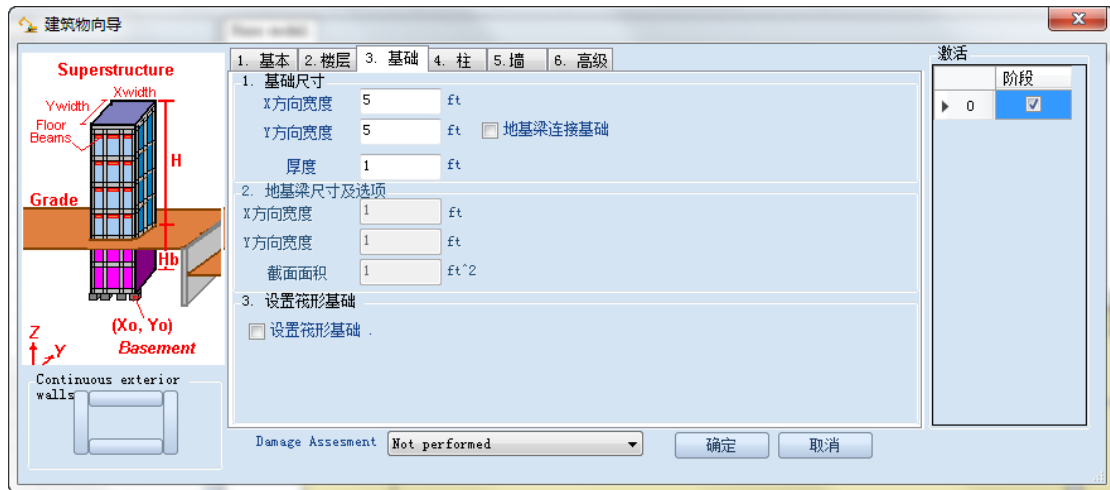 建筑物向导
Superstructure
Xwidth
Ywidth
Floor
Beams
H
Grade
Hb
(Xo, Yo)
Z
Y
Basement
Continuous exterior
walls
1. 基本 2.楼层 3. 基础 4. 柱 5.墙 6. 高级
1. 基础尺寸
X方向宽度 5 ft
Y方向宽度 5 ft 地基梁连接基础
厚度 1 ft
2. 地基梁尺寸及选项
X方向宽度 1 ft
Y方向宽度 1 ft
截面面积 1 ft^2
3. 设置筏形基础
设置筏形基础 .
Damage Assesment Not performed 确定 取消
激活
阶段
0